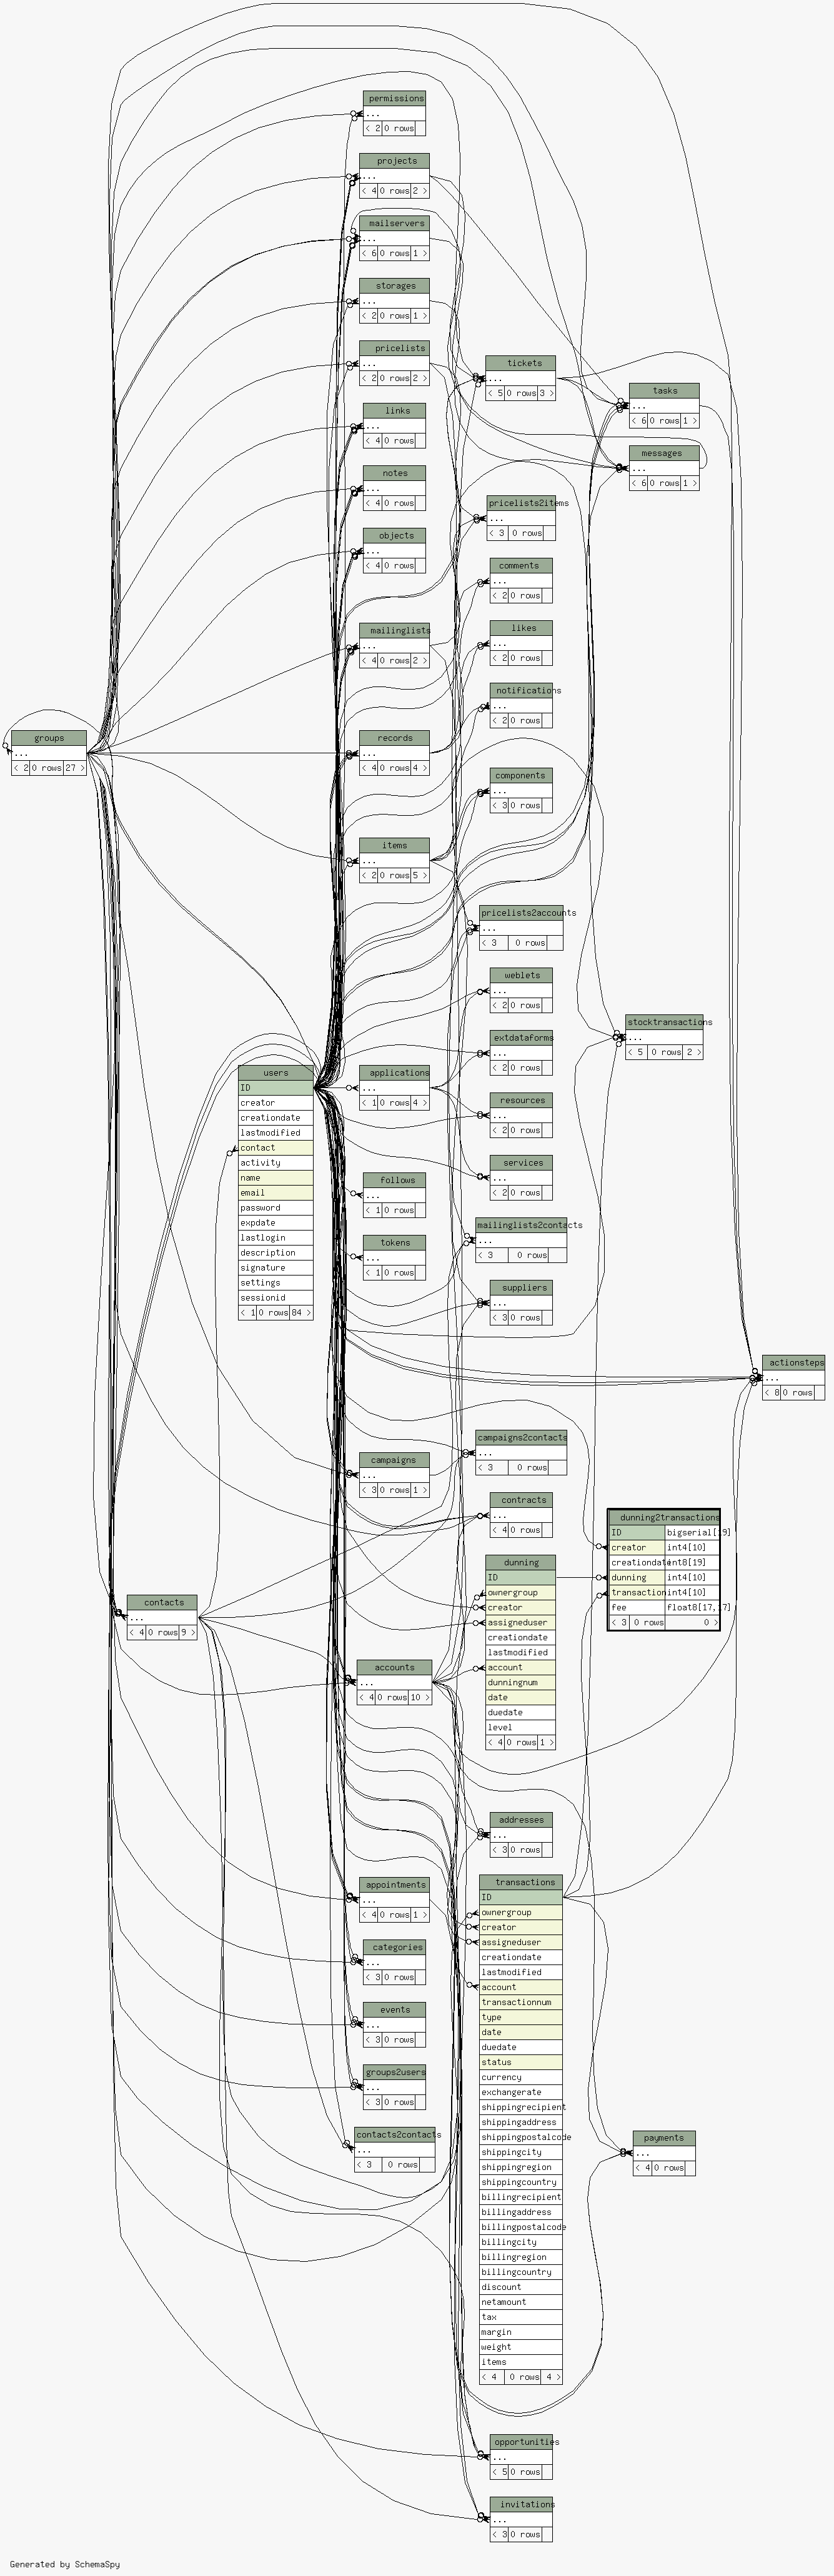 permissions
...
< 2 0 rows
projects
...
< 4 0 rows 2 >
mailservers
...
< 6 0 rows 1 >
storages
...
< 2 0 rows 1 >
pricelists
...
< 2 0 rows 2 >
links
...
< 4 0 rows
notes
...
< 4 0 rows
objects
...
< 4 0 rows
mailinglists
...
< 4 0 rows 2 >
records
...
< 4 0 rows 4 >
items
...
< 2 0 rows 5 >
applications
...
< 1 0 rows 4 >
follows
...
< 1 0 rows
tokens
...
< 1 0 rows
campaigns
...
< 3 0 rows 1 >
accounts
...
< 4 0 rows 10 >
appointments
...
< 4 0 rows 1 >
categories
...
< 3 0 rows
events
...
< 3 0 rows
groups2users
...
< 3 0 rows
contacts2contacts
...
< 3 0 rows
groups
...
< 2 0 rows 27 >
users
ID
creator
creationdate
lastmodified
contact
activity
name
email
password
expdate
lastlogin
description
signature
settings
sessionid
< 1 0 rows 84 >
contacts
...
< 4 0 rows 9 >
tickets
...
< 5 0 rows 3 >
pricelists2items
...
< 3 0 rows
comments
...
< 2 0 rows
likes
...
< 2 0 rows
notifications
...
< 2 0 rows
components
...
< 3 0 rows
pricelists2accounts
...
< 3 0 rows
weblets
...
< 2 0 rows
extdataforms
...
< 2 0 rows
resources
...
< 2 0 rows
services
...
< 2 0 rows
mailinglists2contacts
...
< 3 0 rows
suppliers
...
< 3 0 rows
campaigns2contacts
...
< 3 0 rows
contracts
...
< 4 0 rows
dunning
ID
ownergroup
creator
assigneduser
creationdate
lastmodified
account
dunningnum
date
duedate
level
< 4 0 rows 1 >
addresses
...
< 3 0 rows
transactions
ID
ownergroup
creator
assigneduser
creationdate
lastmodified
account
transactionnum
type
date
duedate
status
currency
exchangerate
shippingrecipient
shippingaddress
shippingpostalcode
shippingcity
shippingregion
shippingcountry
billingrecipient
billingaddress
billingpostalcode
billingcity
billingregion
billingcountry
discount
netamount
tax
margin
weight
items
< 4 0 rows 4 >
opportunities
...
< 5 0 rows
invitations
...
< 3 0 rows
tasks
...
< 6 0 rows 1 >
messages
...
< 6 0 rows 1 >
stocktransactions
...
< 5 0 rows 2 >
actionsteps
...
< 8 0 rows
dunning2transactions
ID bigserial[19]
creator int4[10]
creationdate int8[19]
dunning int4[10]
transaction int4[10]
fee float8[17,17]
< 3 0 rows 0 >
payments
...
< 4 0 rows
Generated by SchemaSpy